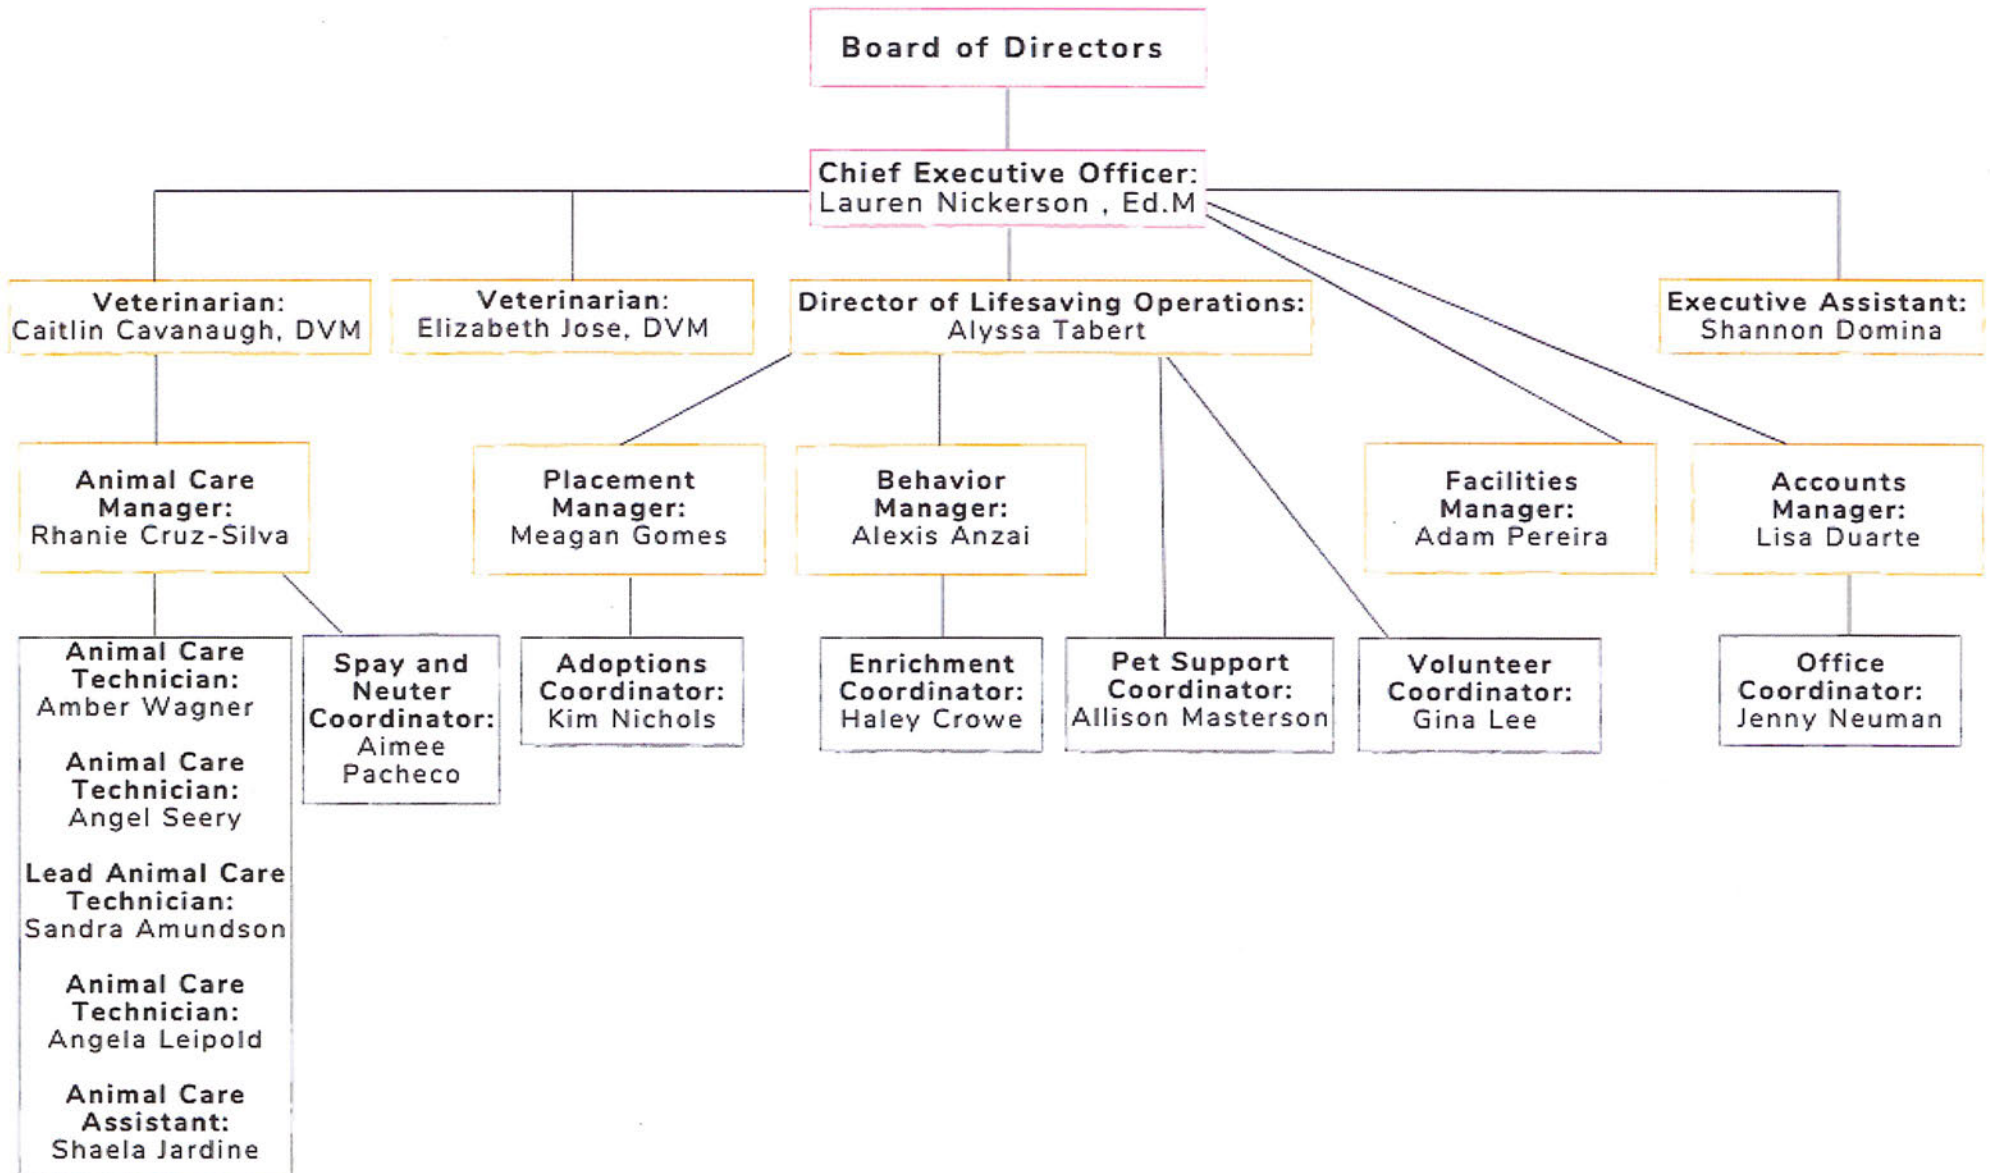 Board of Directors
Chief Executive Officer:
Lauren Nickerson , Ed.M
Veterinarian:
Caitlin Cavanaugh, DVM
Veterinarian:
Elizabeth Jose, DVM
Director of Lifesaving Operations:
Alyssa Tabert
Executive Assistant:
Shannon Domina
Animal Care
Manager:
Rhanie Cruz-Silva
Placement
Manager:
Meagan Gomes
Behavior
Manager:
Alexis Anzai
Facilities
Manager:
Adam Pereira
Accounts
Manager:
Lisa Duarte
Animal Care
Technician:
Amber Wagner
Animal Care
Technician:
Angel Seery
Lead Animal Care
Technician:
Sandra Amundson
Animal Care
Technician:
Angela Leipold
Animal Care
Assistant:
Shaela Jardine
Spay and
Neuter
Coordinator:
Aimee
Pacheco
Adoptions
Coordinator:
Kim Nichols
Enrichment
Coordinator:
Haley Crowe
Pet Support
Coordinator:
Allison Masterson
Volunteer
Coordinator:
Gina Lee
Office
Coordinator:
Jenny Neuman